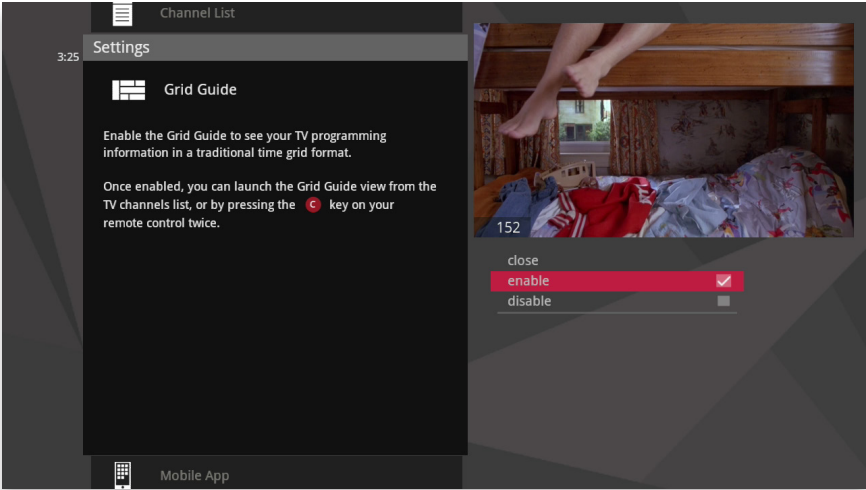 Channel List
3:25
Settings
Grid Guide
Enable the Grid Guide to see your TV programming
information in a traditional time grid format.
Once enabled, you can launch the Grid Guide view from the
TV channels list, or by pressing the C key on your
remote control twice.
Mobile App
152
close
enable
disable